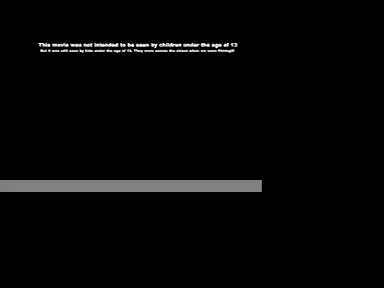 This movie was not intended to be seen by children under the age of 13
But it was still seen by kids under the age of 13. They were across the street when we were filming!!!